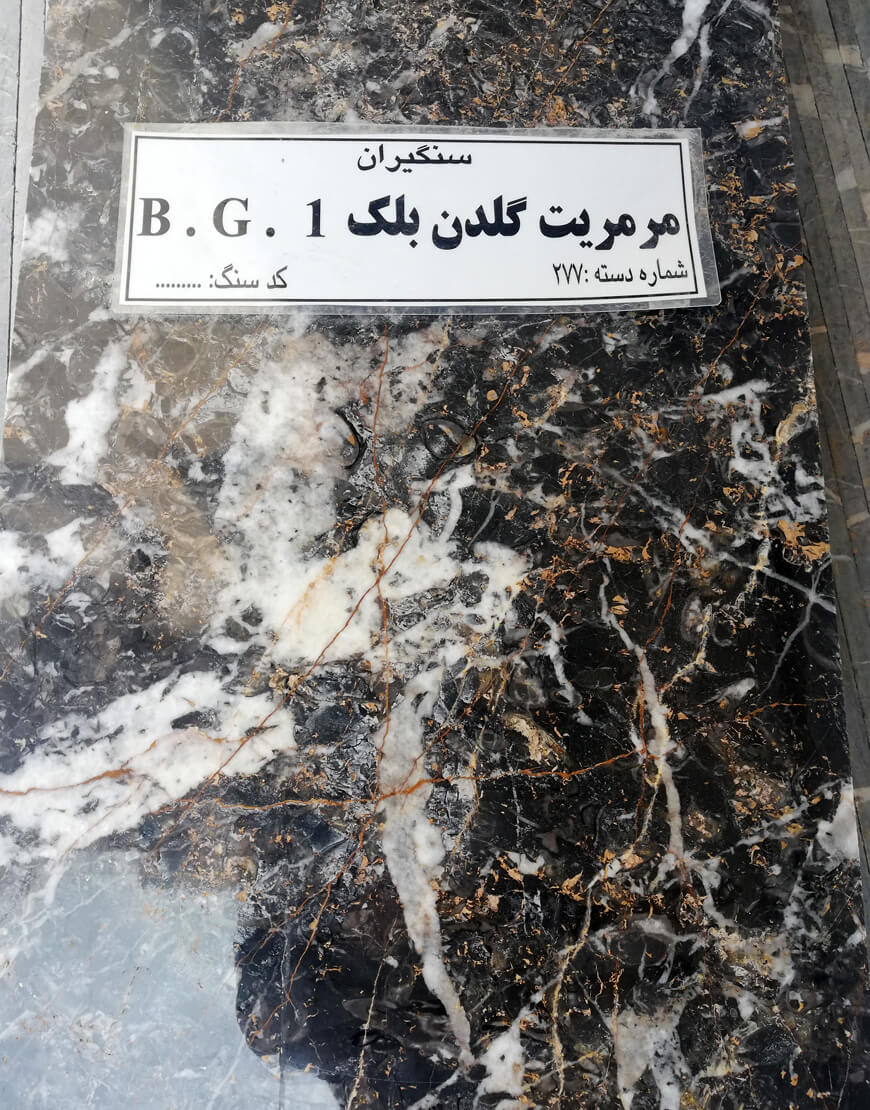 سنگیران
مرمریت گلدن بلک B . G . 1
شماره دسته :۲۷۷
کد سنگ: .........